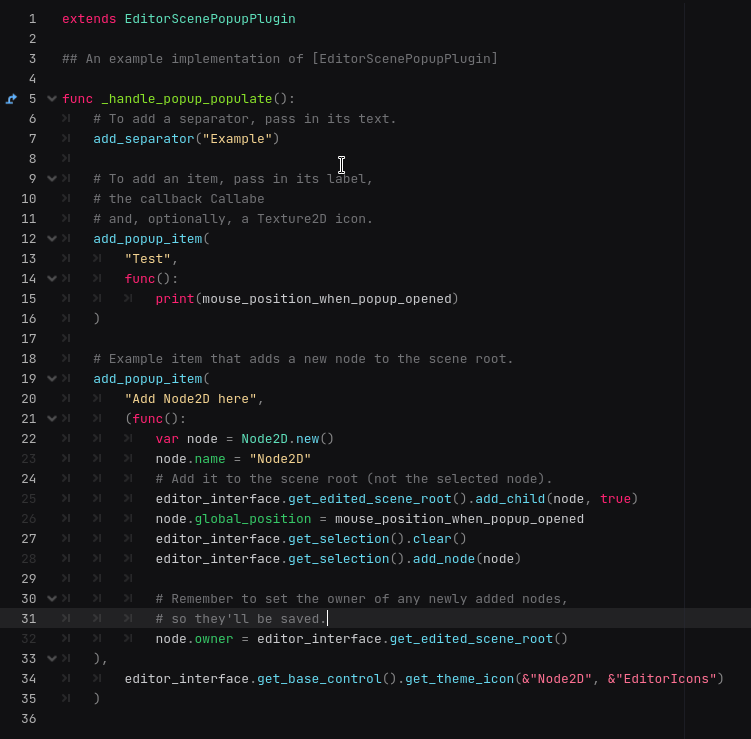 1 extends EditorScenePopupPlugin
2
3 ## An example implementation of [EditorScenePopupPlugin]
4
5 func _handle_popup_populate():
6 # To add a separator, pass in its text.
7 add_separator("Example")
8
9 # To add an item, pass in its label,
10 # the callback Callabe
11 # and, optionally, a Texture2D icon.
12 add_popup_item(
13 "Test",
14 func():
15 print(mouse_position_when_popup_opened)
16 )
17
18 # Example item that adds a new node to the scene root.
19 add_popup_item(
20 "Add Node2D here",
21 (func():
22 var node = Node2D.new()
23 node.name = "Node2D"
24 # Add it to the scene root (not the selected node).
25 editor_interface.get_edited_scene_root().add_child(node, true)
26 node.global_position = mouse_position_when_popup_opened
27 editor_interface.get_selection().clear()
28 editor_interface.get_selection().add_node(node)
29
30 # Remember to set the owner of any newly added nodes,
31 # so they'll be saved.
32 node.owner = editor_interface.get_edited_scene_root()
33 ),
34 editor_interface.get_base_control().get_theme_icon(&"Node2D", &"EditorIcons")
35 )
36